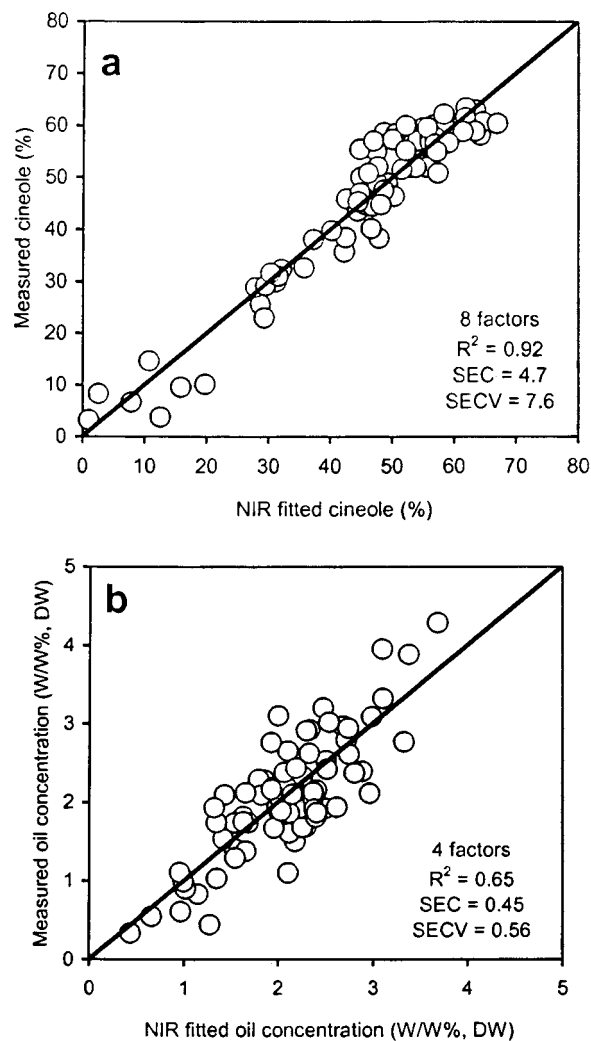 a
Measured cineole (%)
80
70
60
50
40
30
20
10
0
8 factors
R² = 0.92
SEC = 4.7
SECV = 7.6
0 10 20 30 40 50 60 70 80
NIR fitted cineole (%)
b
Measured oil concentration (W/W%, DW)
5
4
3
2
1
0
4 factors
R² = 0.65
SEC = 0.45
SECV = 0.56
0 1 2 3 4 5
NIR fitted oil concentration (W/W%, DW)